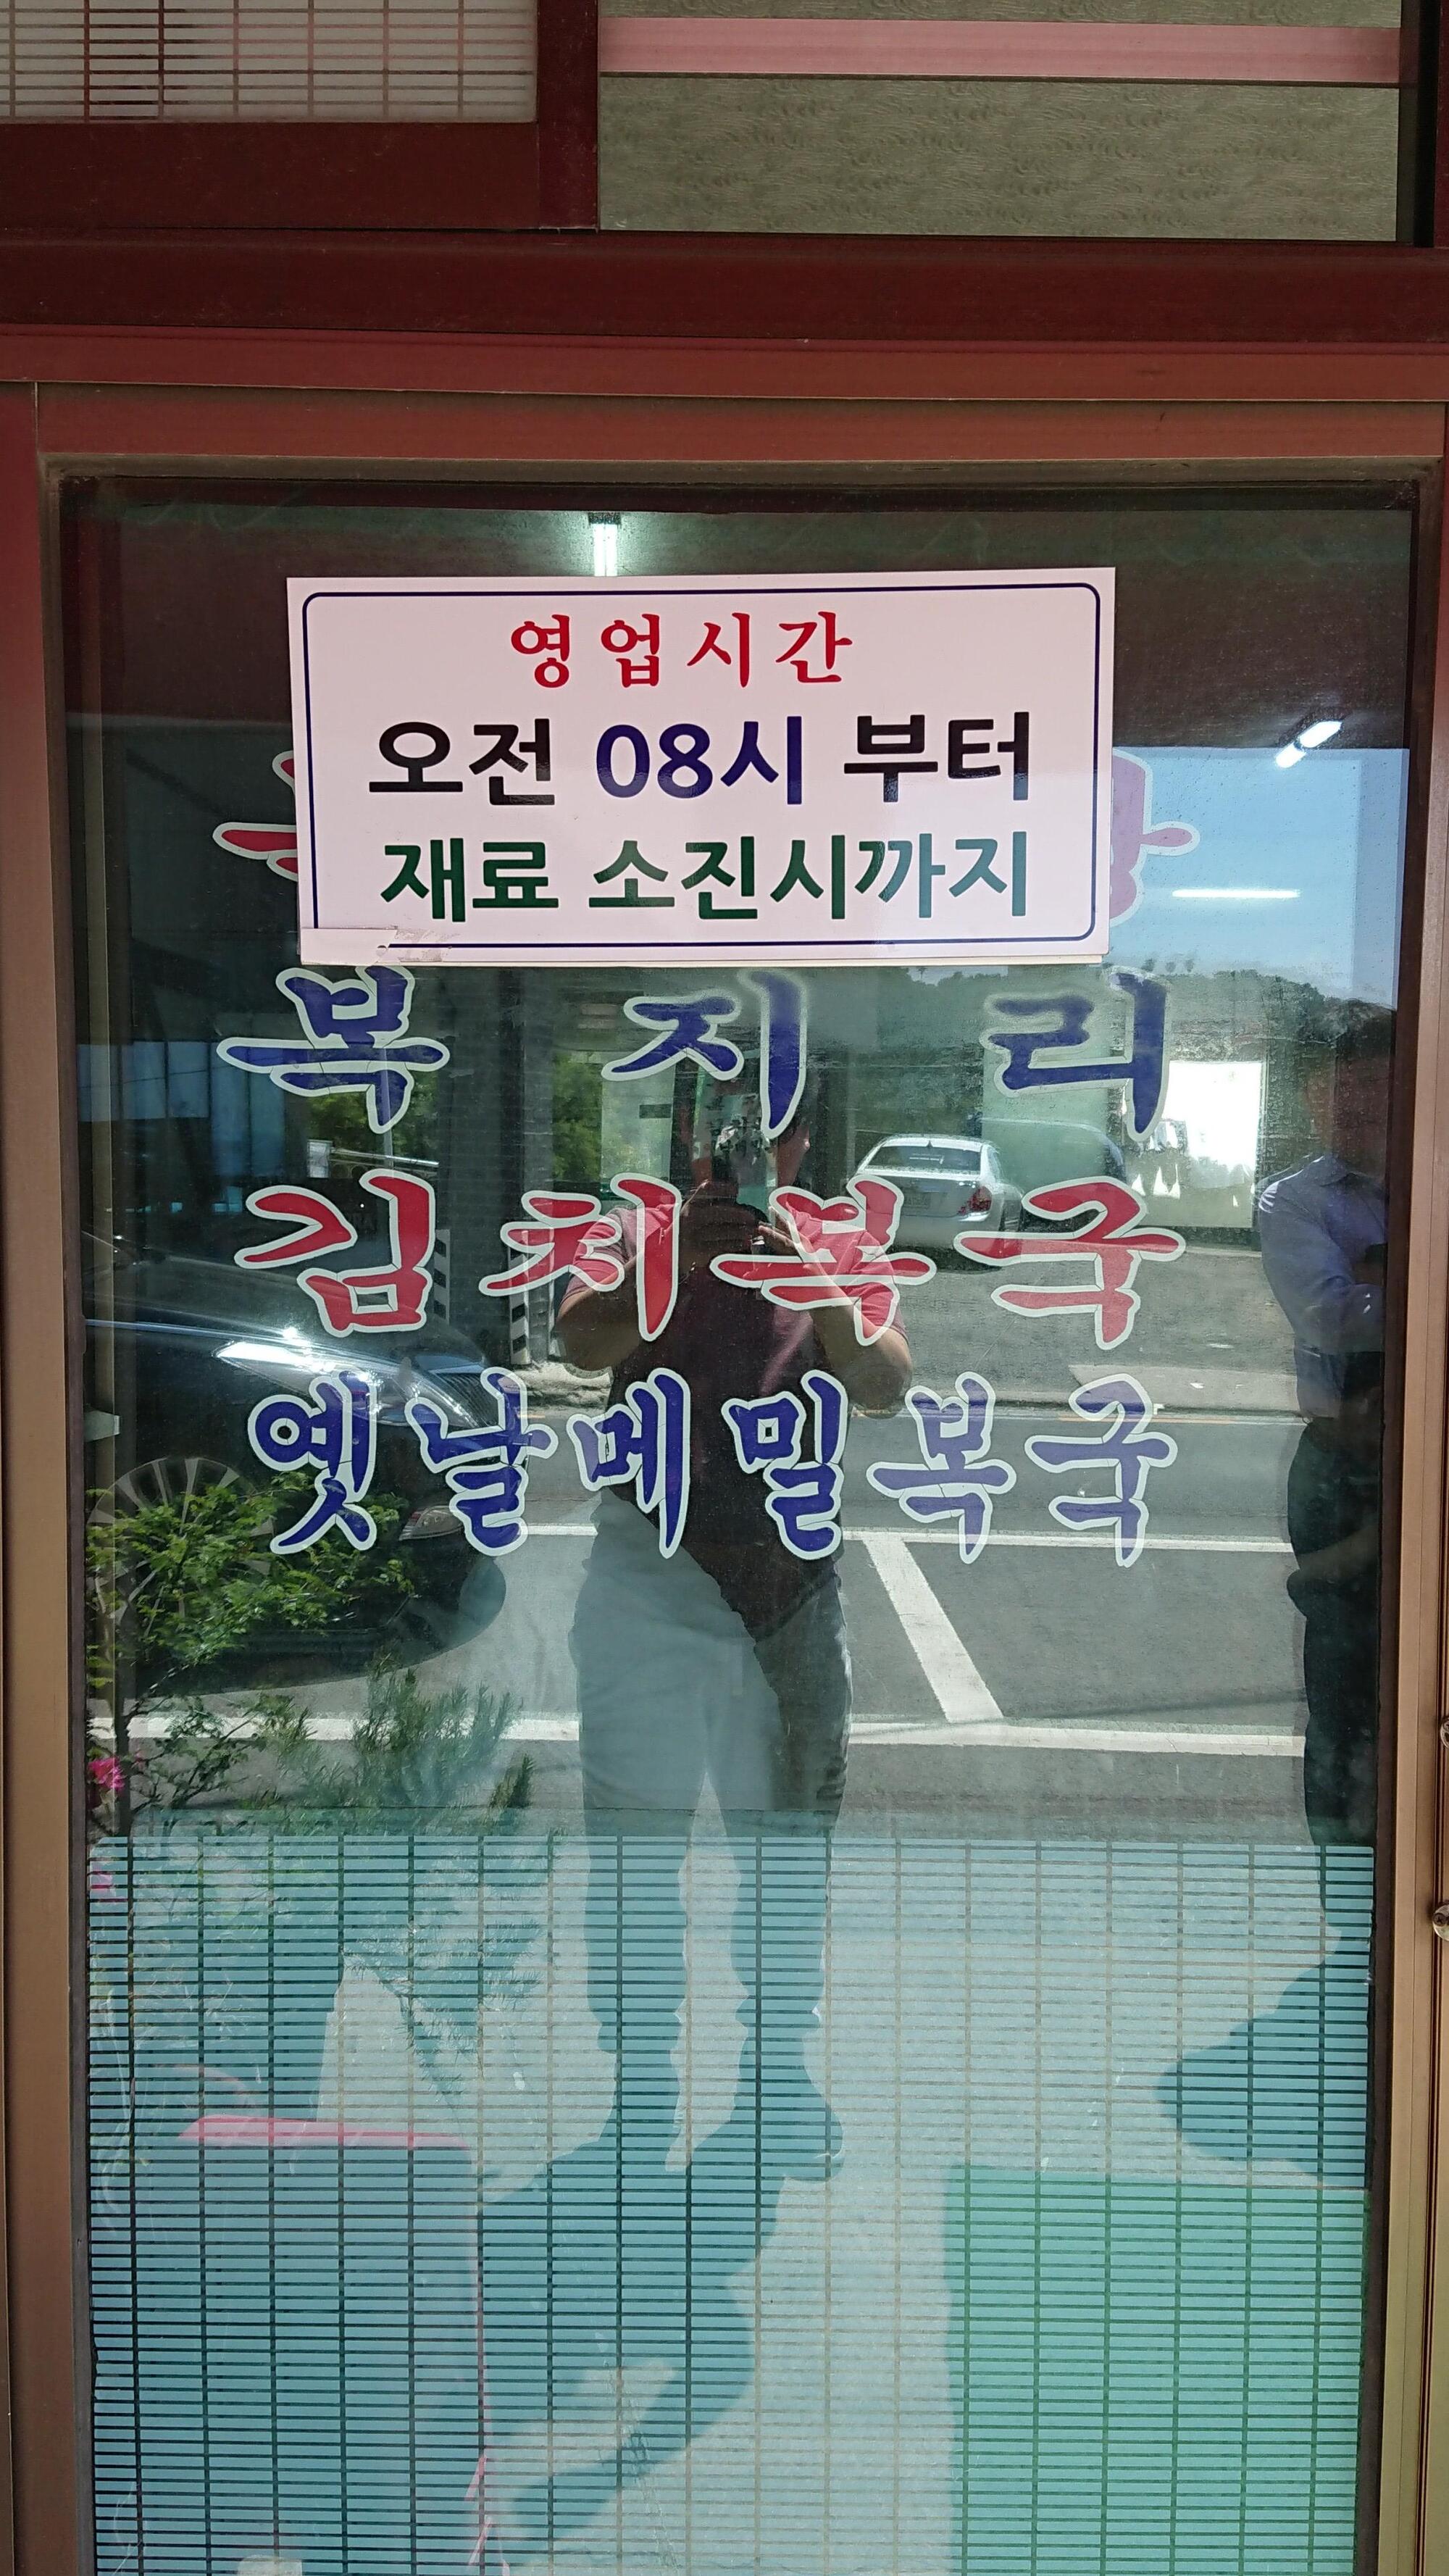 영업시간
오전 08시 부터
재료 소진시까지
복지리
김치복국
옛날메밀복국